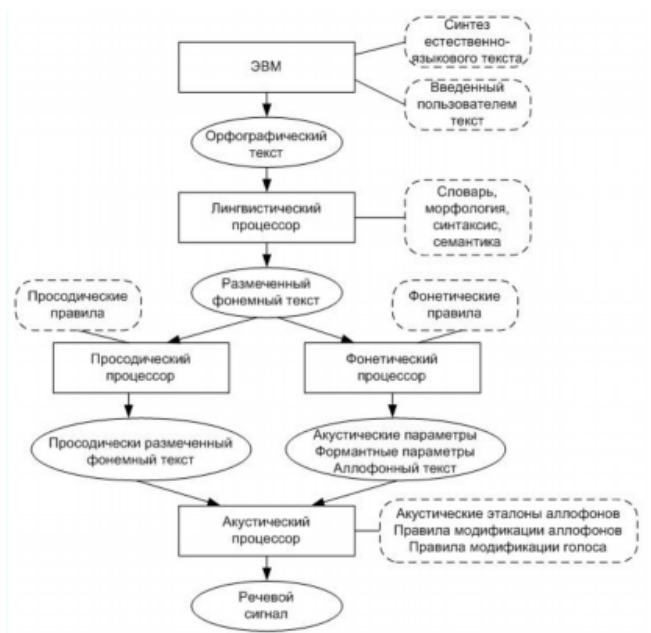 Синтез
естественно-
языкового текста
ЭВМ
Введенный
пользователем
текст
Орфографический
текст
Лингвистический
процессор
Словарь,
морфология,
синтаксис,
семантика
Размеченный
фонемный текст
Просодические
правила
Фонетические
правила
Просодический
процессор
Фонетический
процессор
Просодически размеченный
фонемный текст
Акустические параметры
Формантные параметры
Аллофонный текст
Акустический
процессор
Акустические эталоны аллофонов
Правила модификации аллофонов
Правила модификации голоса
Речевой
сигнал